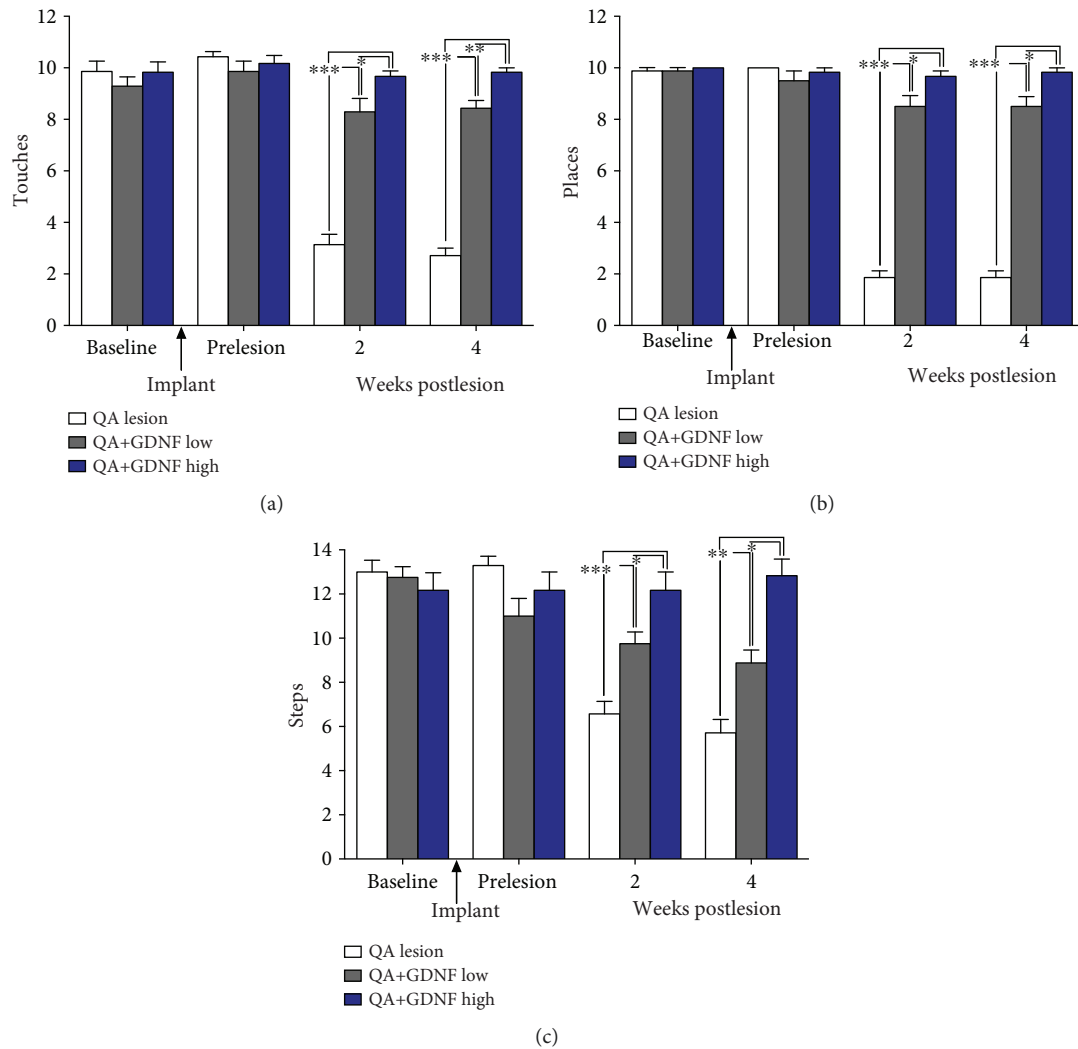 12
10
8
6
4
2
0
Touches
***
*
***
**
Baseline
Prelesion
2
4
Implant
Weeks postlesion
QA lesion
QA+GDNF low
QA+GDNF high
(a)
12
10
8
6
4
2
0
Places
***
*
***
*
Baseline
Prelesion
2
4
Implant
Weeks postlesion
QA lesion
QA+GDNF low
QA+GDNF high
(b)
14
12
10
8
6
4
2
0
Steps
***
*
**
*
Baseline
Prelesion
2
4
Implant
Weeks postlesion
QA lesion
QA+GDNF low
QA+GDNF high
(c)